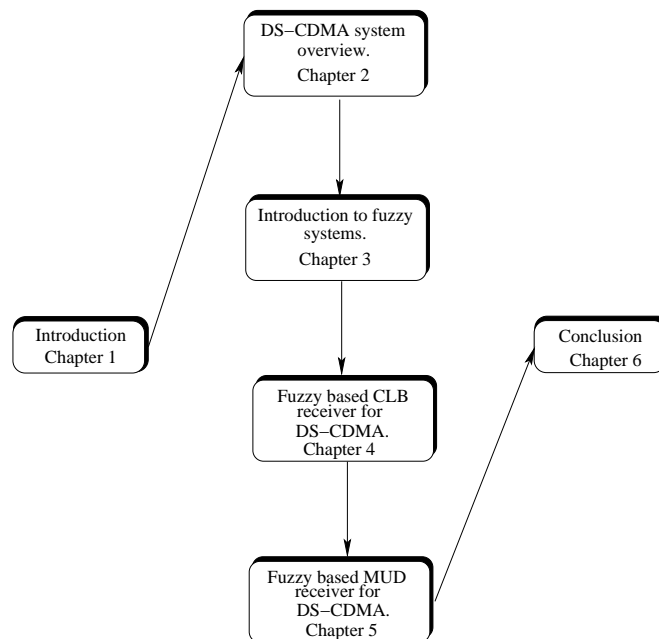 DS−CDMA system
overview.
Chapter 2
Introduction to fuzzy
systems.
Chapter 3
Introduction
Chapter 1
Conclusion
Chapter 6
Fuzzy based CLB
receiver for
DS−CDMA.
Chapter 4
Fuzzy based MUD
receiver for
DS−CDMA.
Chapter 5